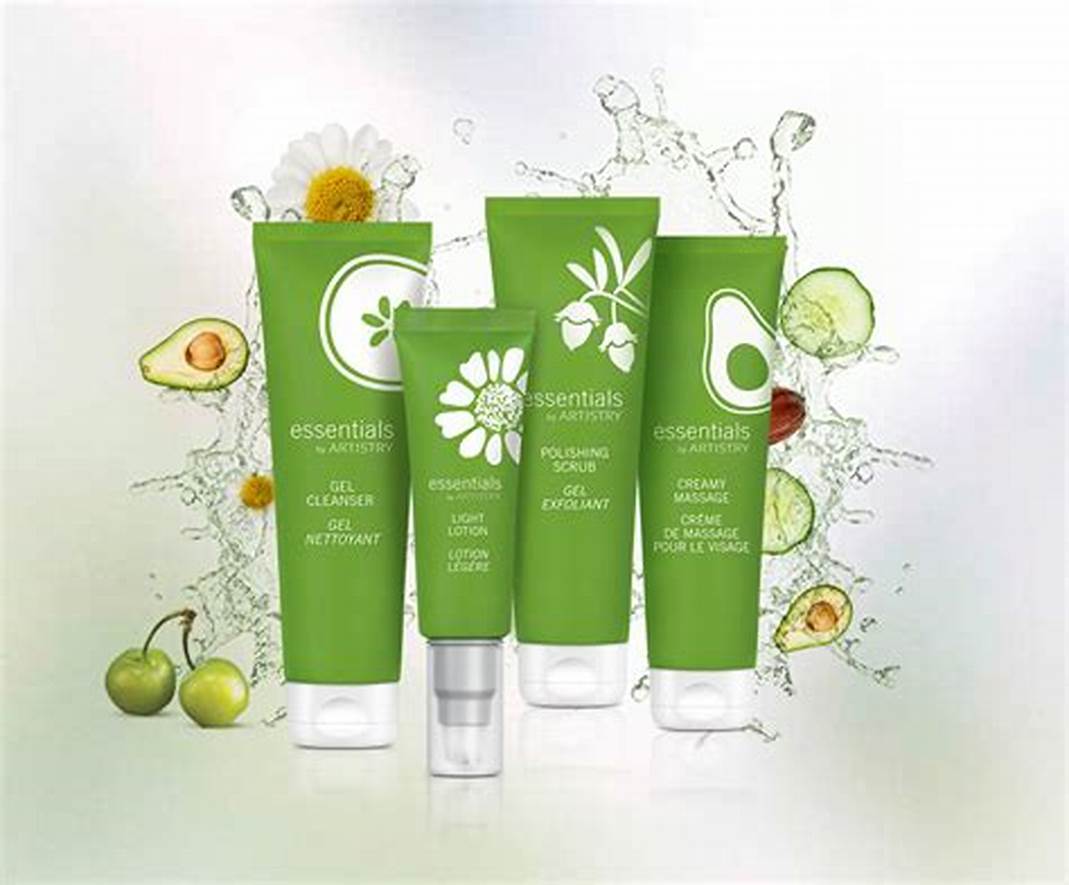 essentials
by ARTISTRY
GEL
CLEANSER
GEL
NETTOYANT
essentials
by ARTISTRY
LIGHT
LOTION
LOTION
LÉGÈRE
essentials
by ARTISTRY
POLISHING
SCRUB
GEL
EXFOLIANT
essentials
by ARTISTRY
CREAMY
MASSAGE
CRÈME
DE MASSAGE
POUR LE VISAGE